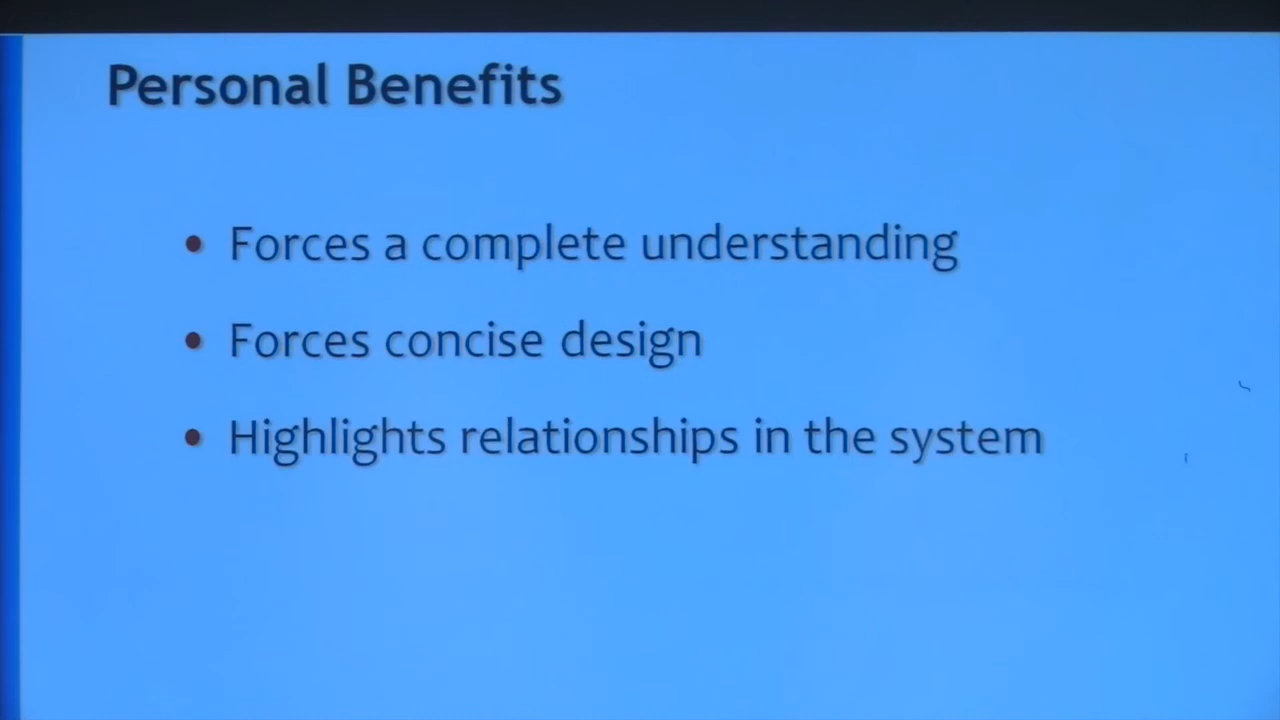 Personal Benefits
• Forces a complete understanding
• Forces concise design
• Highlights relationships in the system